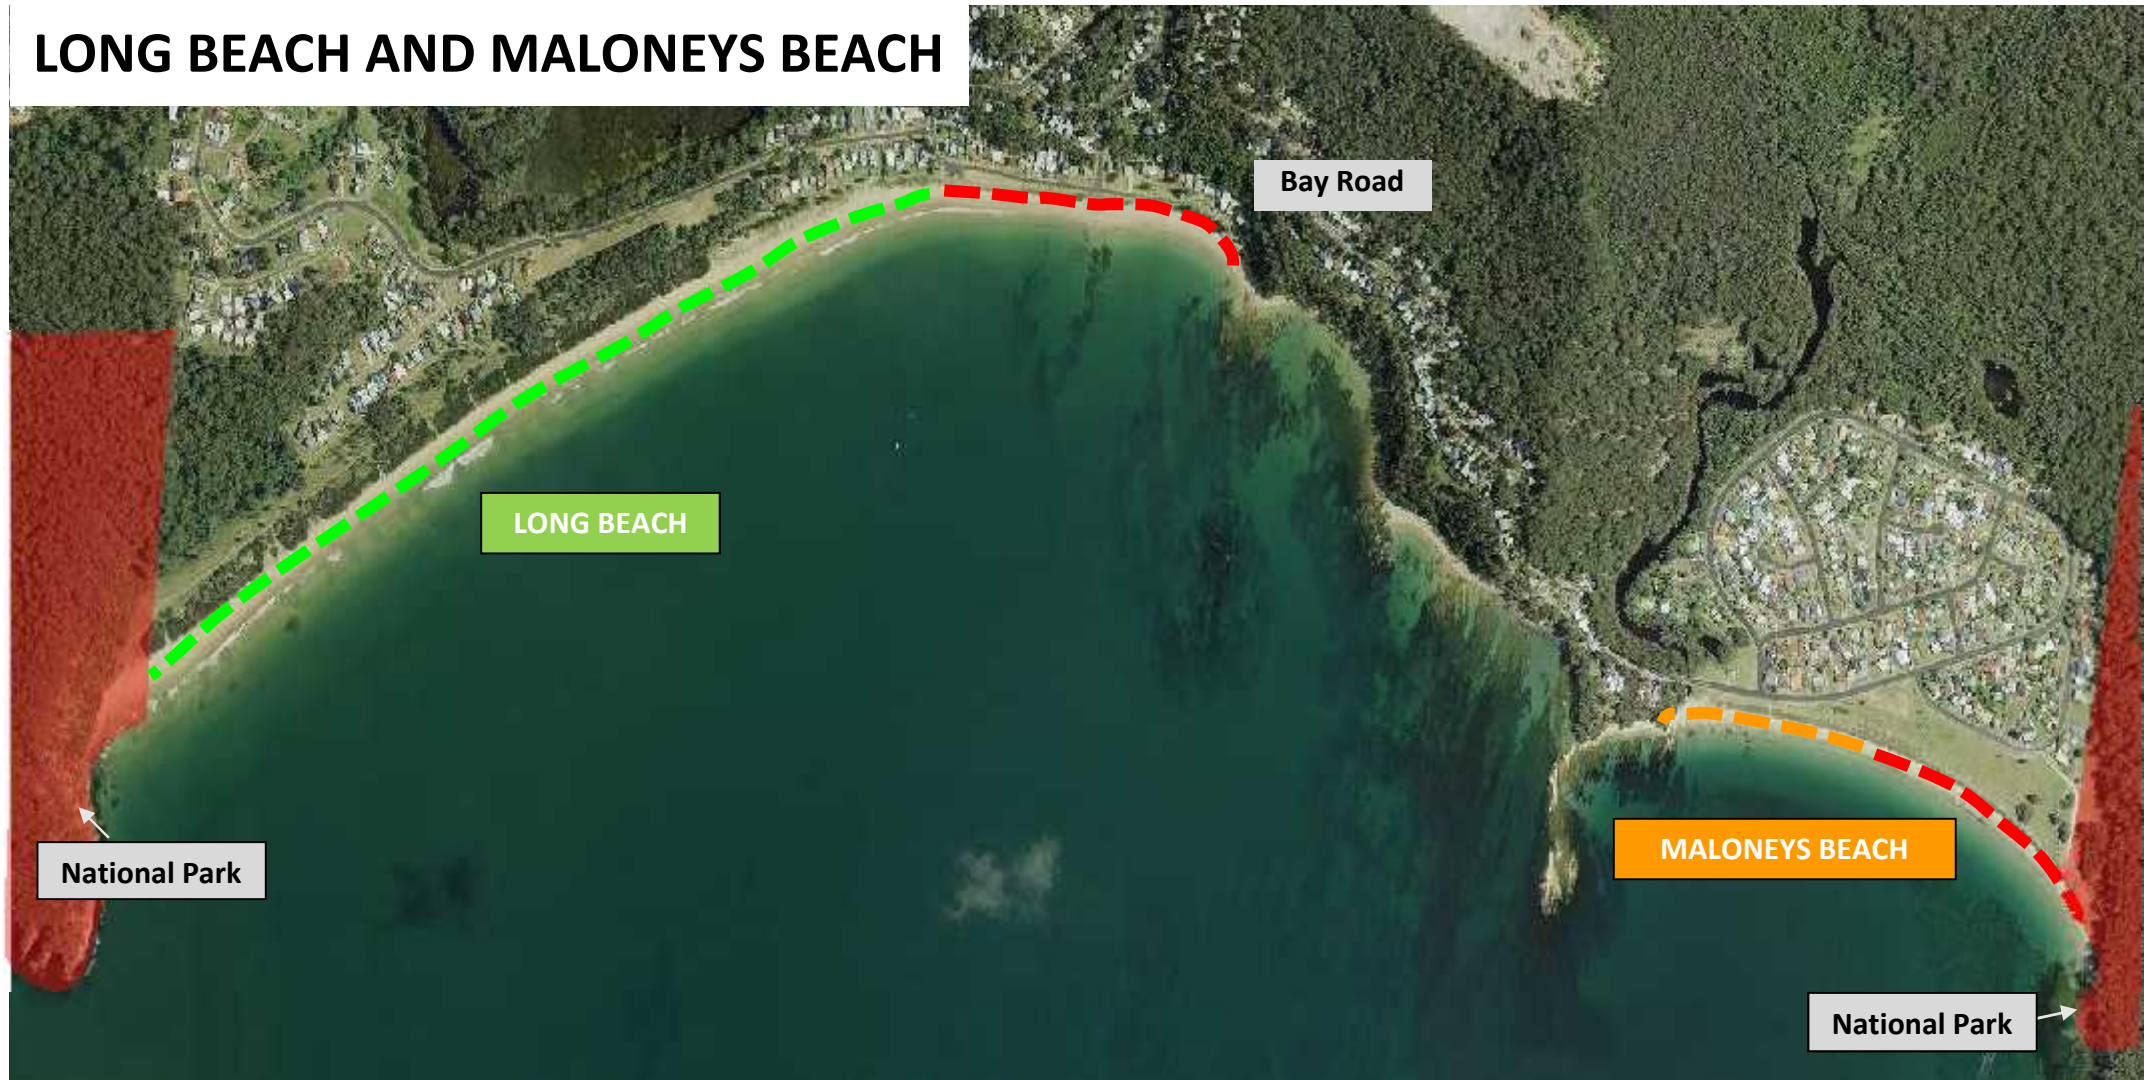 LONG BEACH AND MALONEYS BEACH
Bay Road
LONG BEACH
National Park
MALONEYS BEACH
National Park